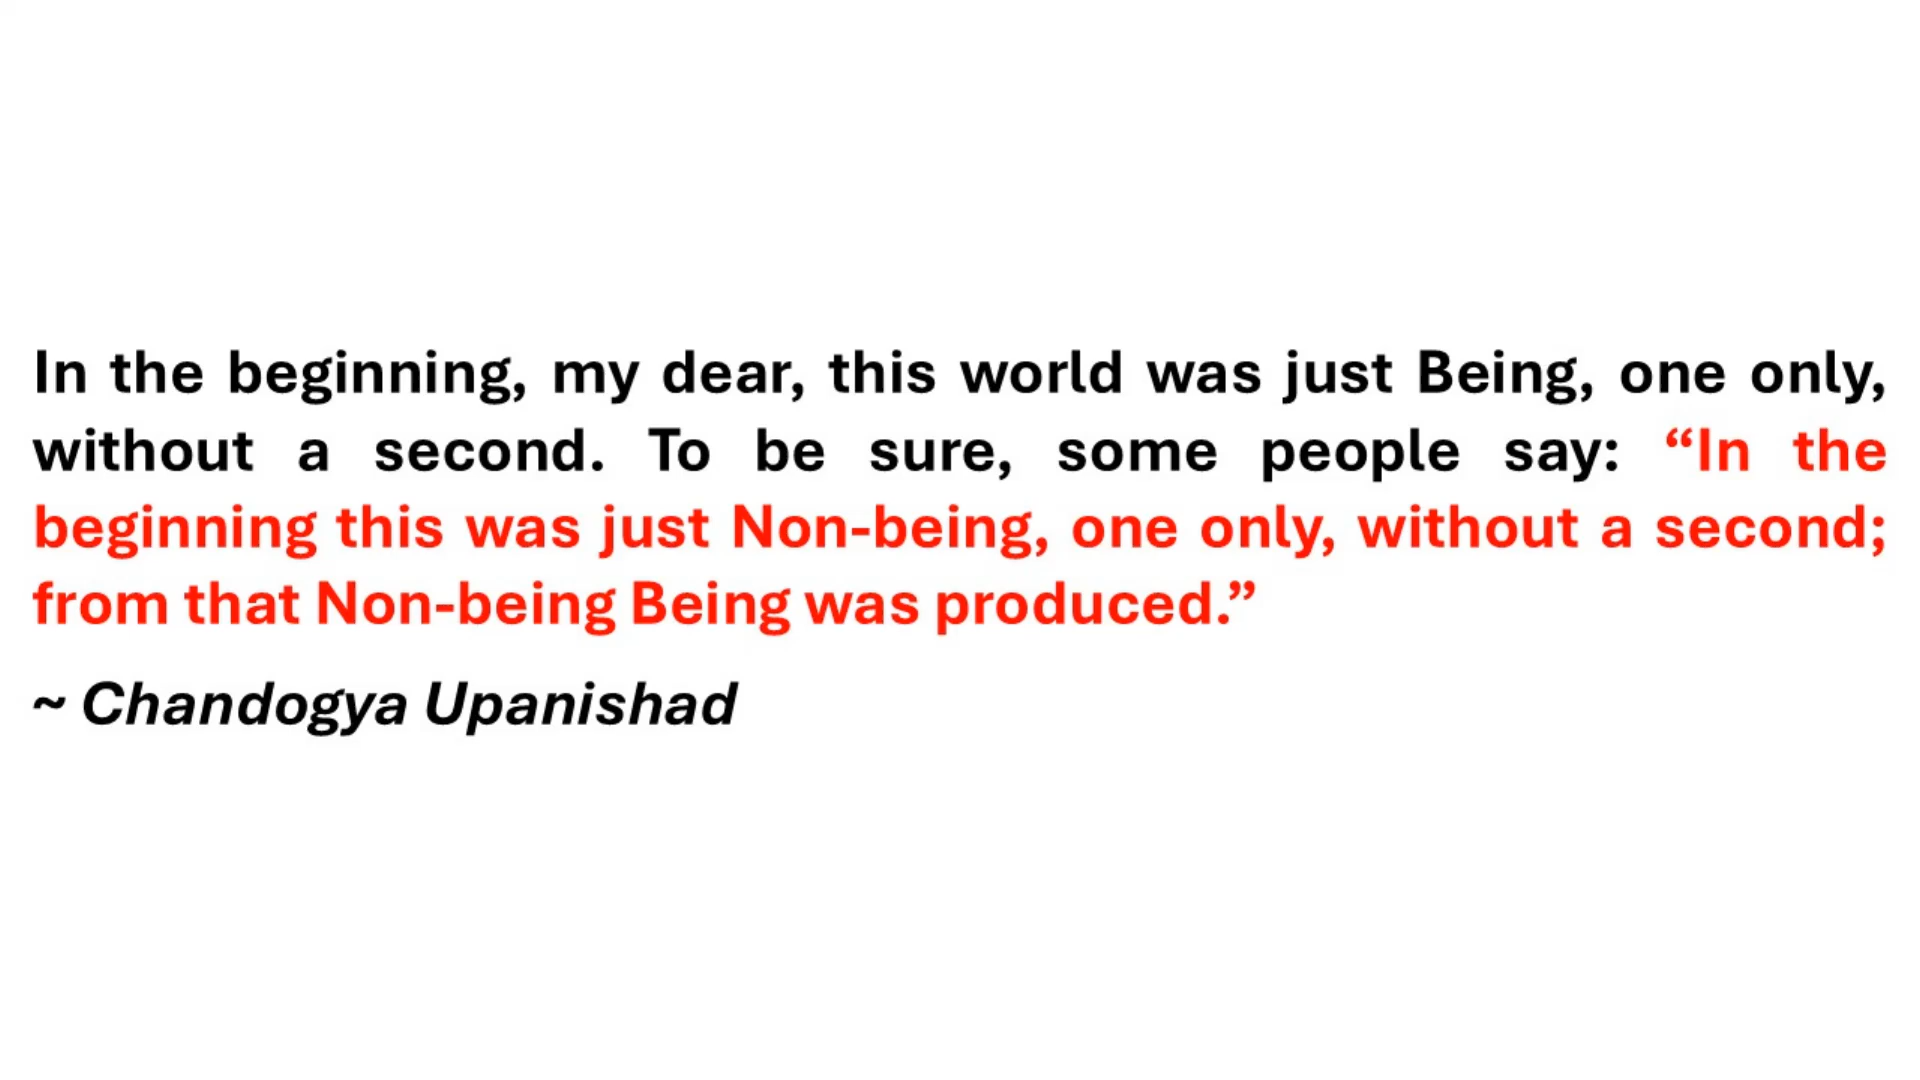 In the beginning, my dear, this world was just Being, one only,
without a second. To be sure, some people say: “In the
beginning this was just Non-being, one only, without a second;
from that Non-being Being was produced.”
~ Chandogya Upanishad